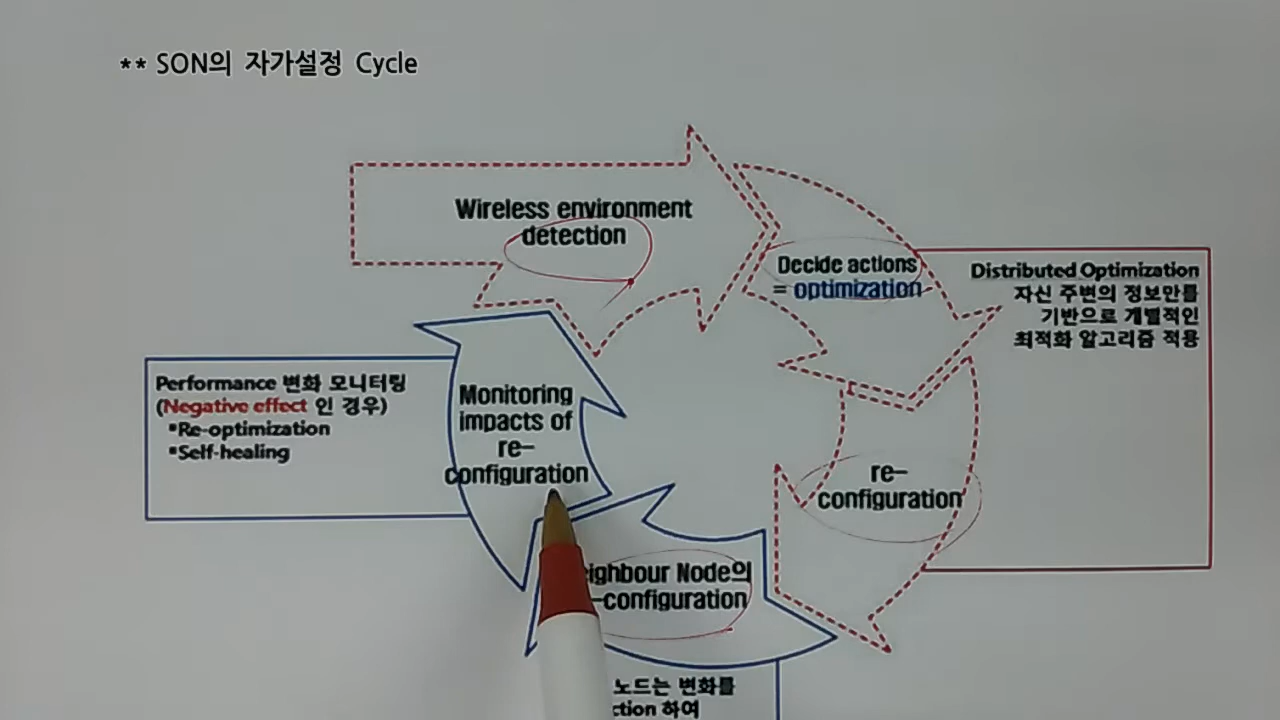 ** SON의 자가설정 Cycle
Wireless environment
detection
Decide actions
= optimization
Distributed Optimization
자신 주변의 정보만를
기반으로 개별적인
최적화 알고리즘 적용
Performance 변화 모니터링
(Negative effect 인 경우)
▪Re-optimization
▪Self-healing
Monitoring
impacts of
re-
configuration
re-
configuration
Node의
-configuration
노드는 변화를
하여